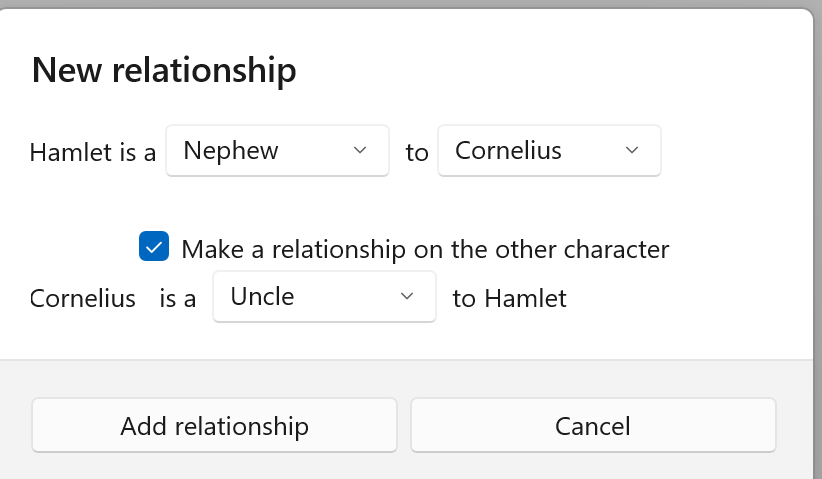 New relationship
Hamlet is a Nephew to Cornelius
Make a relationship on the other character
Cornelius is a Uncle to Hamlet
Add relationship Cancel